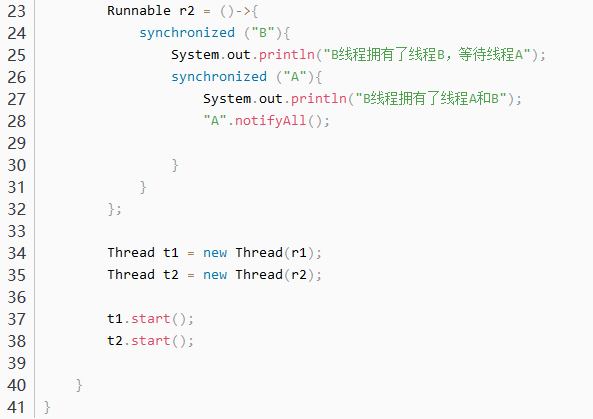 23 Runnable r2 = ()->{
24 synchronized ("B"){
25 System.out.println("B线程拥有了线程B，等待线程A");
26 synchronized ("A"){
27 System.out.println("B线程拥有了线程A和B");
28 "A".notifyAll();
29
30 }
31 }
32 };
33
34 Thread t1 = new Thread(r1);
35 Thread t2 = new Thread(r2);
36
37 t1.start();
38 t2.start();
39
40 }
41 }